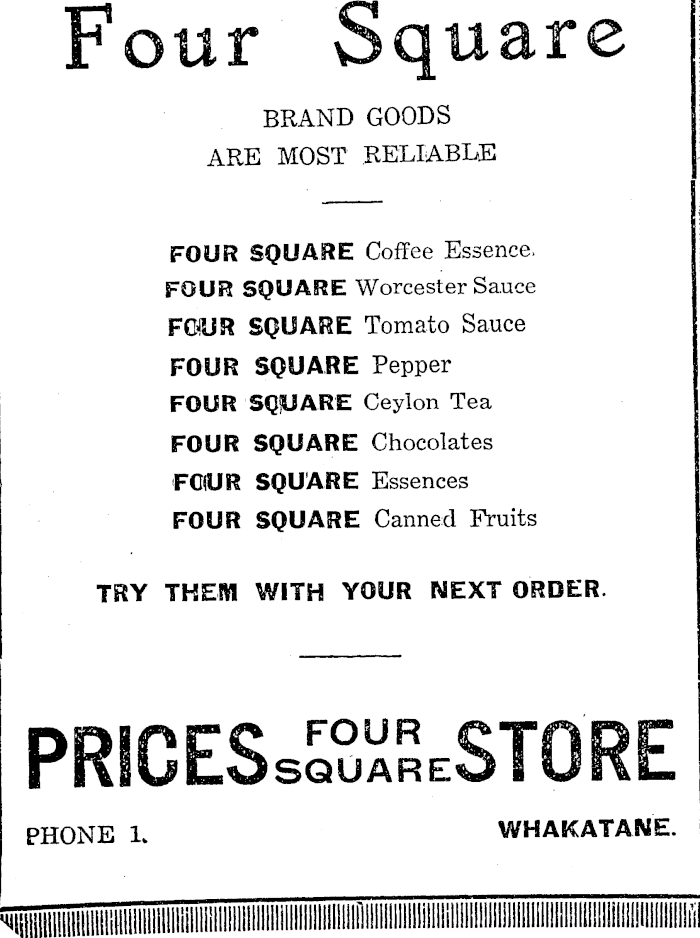 Four Square
BRAND GOODS
ARE MOST RELIABLE
FOUR SQUARE Coffee Essence.
FOUR SQUARE Worcester Sauce
FOUR SQUARE Tomato Sauce
FOUR SQUARE Pepper
FOUR SQUARE Ceylon Tea
FOUR SQUARE Chocolates
FOUR SQUARE Essences
FOUR SQUARE Canned Fruits
TRY THEM WITH YOUR NEXT ORDER.
PRICES FOUR SQUARE STORE
PHONE 1.
WHAKATANE.